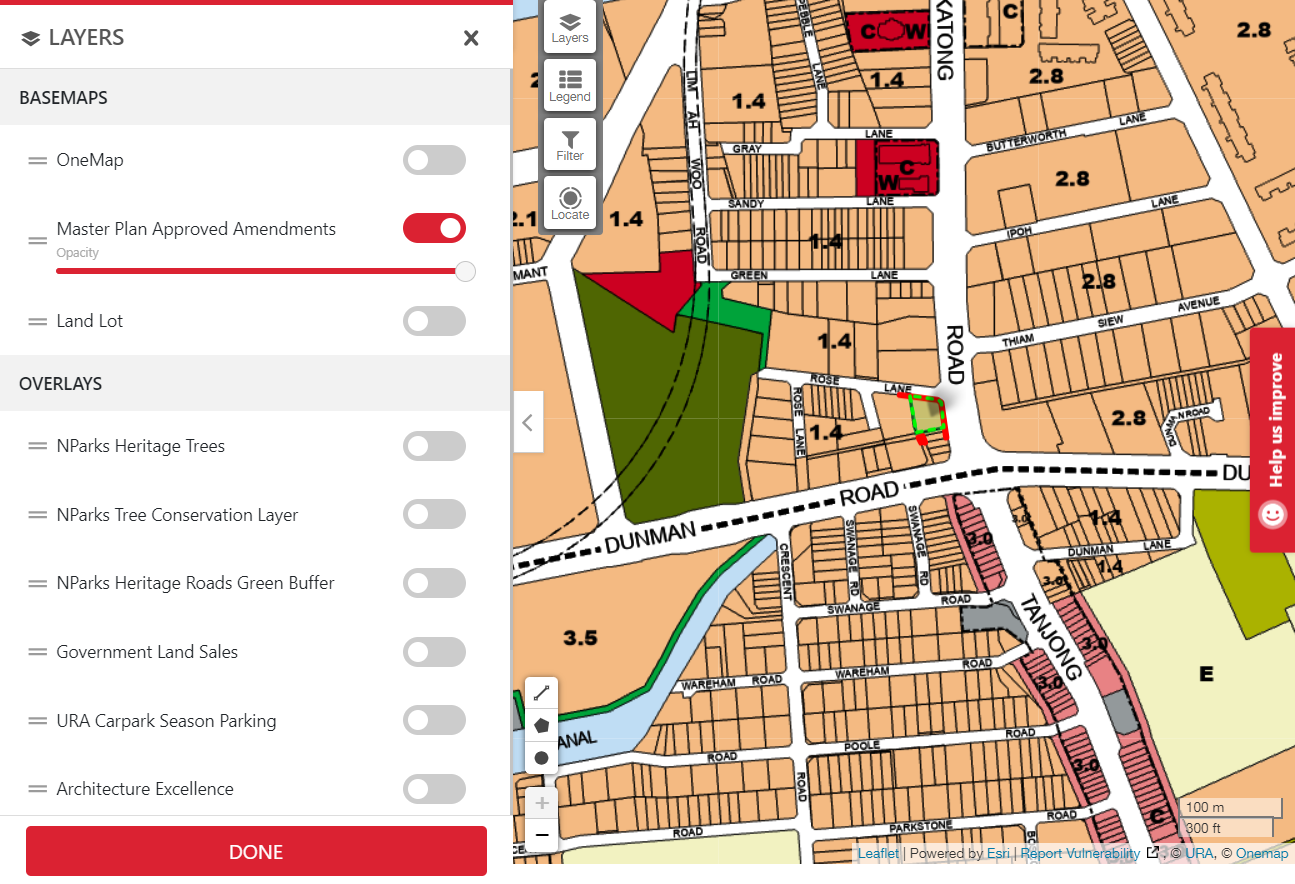 LAYERS
BASEMAPS
OneMap
Master Plan Approved Amendments
Opacity
Land Lot
OVERLAYS
NParks Heritage Trees
NParks Tree Conservation Layer
NParks Heritage Roads Green Buffer
Government Land Sales
URA Carpark Season Parking
Architecture Excellence
DONE
Layers
Legend
Filter
Locate
LIM AH WOO ROAD
LANE
KATONG
ROAD
C
C W
C
W
2.8
2.8
1.4
1.4
LANE
GRAY
BUTTERWORTH LANE
2.8
SANDY LANE
1.4
1.4
IPOH LANE
GREEN LANE
2.8
THIAM SIEW AVENUE
1.4
ROSE LANE
ROSE LANE
1.4
2.8
DUNMAN ROAD
DUNMAN ROAD
DU
SWANAGE RD
SWANAGE RD
3.0
3.0
1.4
DUNMAN LANE
1.4
3.0
CRESCENT
SWANAGE ROAD
TANJONG
3.5
3.0
E
WAREHAM ROAD
WAREHAM ROAD
3.0
ANAL
ROAD
POOLE ROAD
3.0
ROAD
C
ROAD
PARKSTONE ROAD
Help us improve
+
−
100 m
300 ft
Leaflet | Powered by Esri | Report Vulnerability , © URA, © Onemap